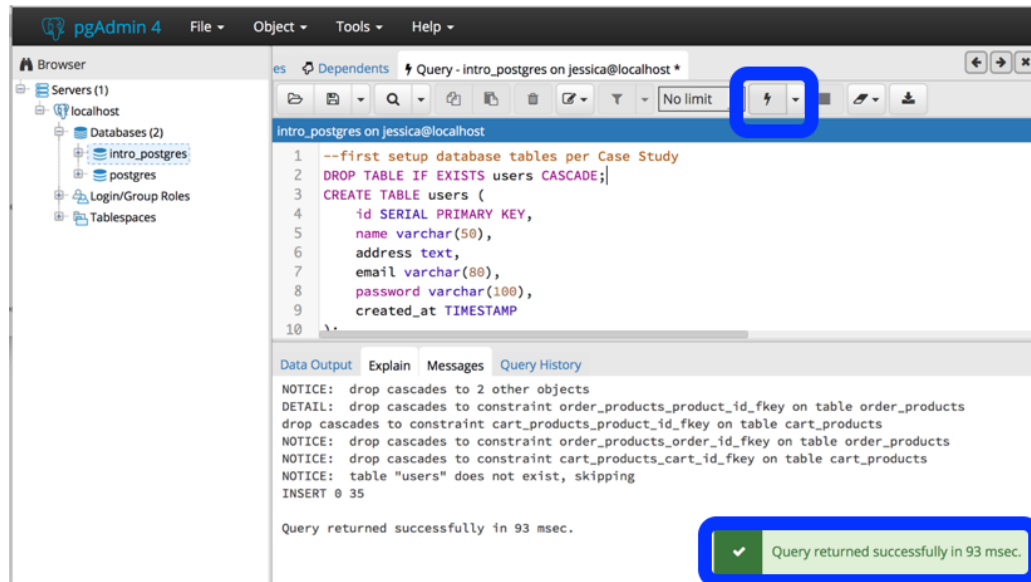 pgAdmin 4 File Object Tools Help
Browser
es Dependents Query - intro_postgres on jessica@localhost *
Servers (1)
localhost
Databases (2)
intro_postgres
postgres
Login/Group Roles
Tablespaces
No limit
intro_postgres on jessica@localhost
1 --first setup database tables per Case Study
2 DROP TABLE IF EXISTS users CASCADE;
3 CREATE TABLE users (
4 id SERIAL PRIMARY KEY,
5 name varchar(50),
6 address text,
7 email varchar(80),
8 password varchar(100),
9 created_at TIMESTAMP
10 );
Data Output Explain Messages Query History
NOTICE: drop cascades to 2 other objects
DETAIL: drop cascades to constraint order_products_product_id_fkey on table order_products
drop cascades to constraint cart_products_product_id_fkey on table cart_products
NOTICE: drop cascades to constraint order_products_order_id_fkey on table order_products
NOTICE: drop cascades to constraint cart_products_cart_id_fkey on table cart_products
NOTICE: table "users" does not exist, skipping
INSERT 0 35
Query returned successfully in 93 msec.
Query returned successfully in 93 msec.